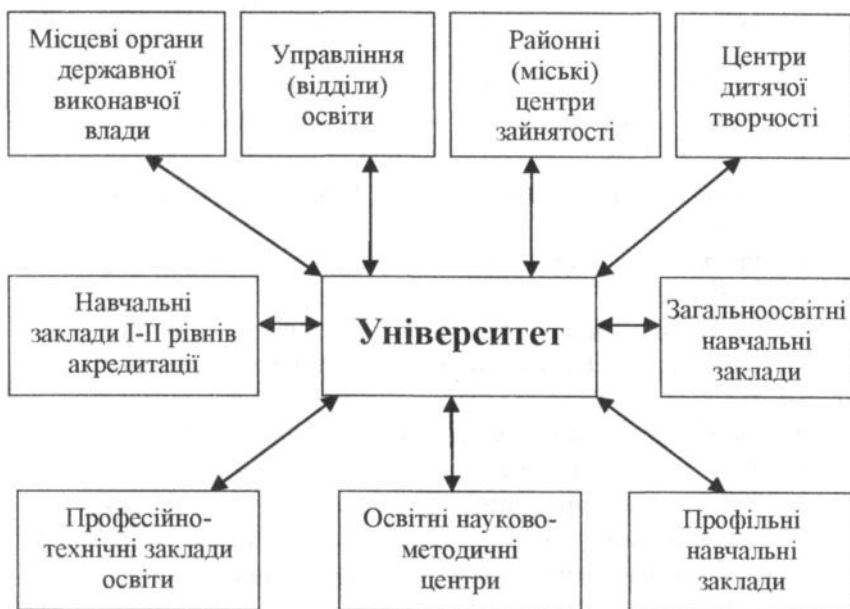 Місцеві органи
державної
виконавчої
влади
Управління
(відділи)
освіти
Районні
(міські)
центри
зайнятості
Центри
дитячої
творчості
Навчальні
заклади І-ІІ рівнів
акредитації
Університет
Загальноосвітні
навчальні
заклади
Професійно-
технічні заклади
освіти
Освітні науково-
методичні
центри
Профільні
навчальні
заклади